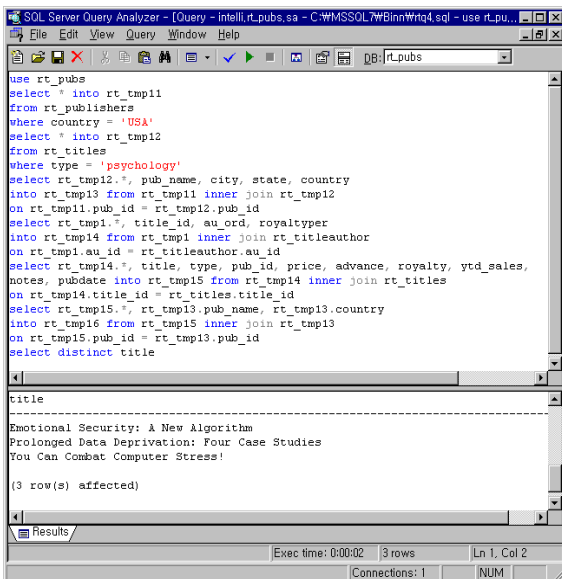 SQL Server Query Analyzer - [Query - intelli,rt_pubs,sa - C:₩MSSQL7₩Binn₩rtq4,sql - use rt_pu,,,
File Edit View Query Window Help
DB: rt_pubs
use rt_pubs
select * into rt_tmp11
from rt_publishers
where country = 'USA'
select * into rt_tmp12
from rt_titles
where type = 'psychology'
select rt_tmp12.*, pub_name, city, state, country
into rt_tmp13 from rt_tmp11 inner join rt_tmp12
on rt_tmp11.pub_id = rt_tmp12.pub_id
select rt_tmp1.*, title_id, au_ord, royaltyper
into rt_tmp14 from rt_tmp1 inner join rt_titleauthor
on rt_tmp1.au_id = rt_titleauthor.au_id
select rt_tmp14.*, title, type, pub_id, price, advance, royalty, ytd_sales,
notes, pubdate into rt_tmp15 from rt_tmp14 inner join rt_titles
on rt_tmp14.title_id = rt_titles.title_id
select rt_tmp15.*, rt_tmp13.pub_name, rt_tmp13.country
into rt_tmp16 from rt_tmp15 inner join rt_tmp13
on rt_tmp15.pub_id = rt_tmp13.pub_id
select distinct title
title
--------------------------------------------------------------------------------
Emotional Security: A New Algorithm
Prolonged Data Deprivation: Four Case Studies
You Can Combat Computer Stress!
(3 row(s) affected)
Results
Exec time: 0:00:02 3 rows Ln 1, Col 2
Connections: 1 NUM